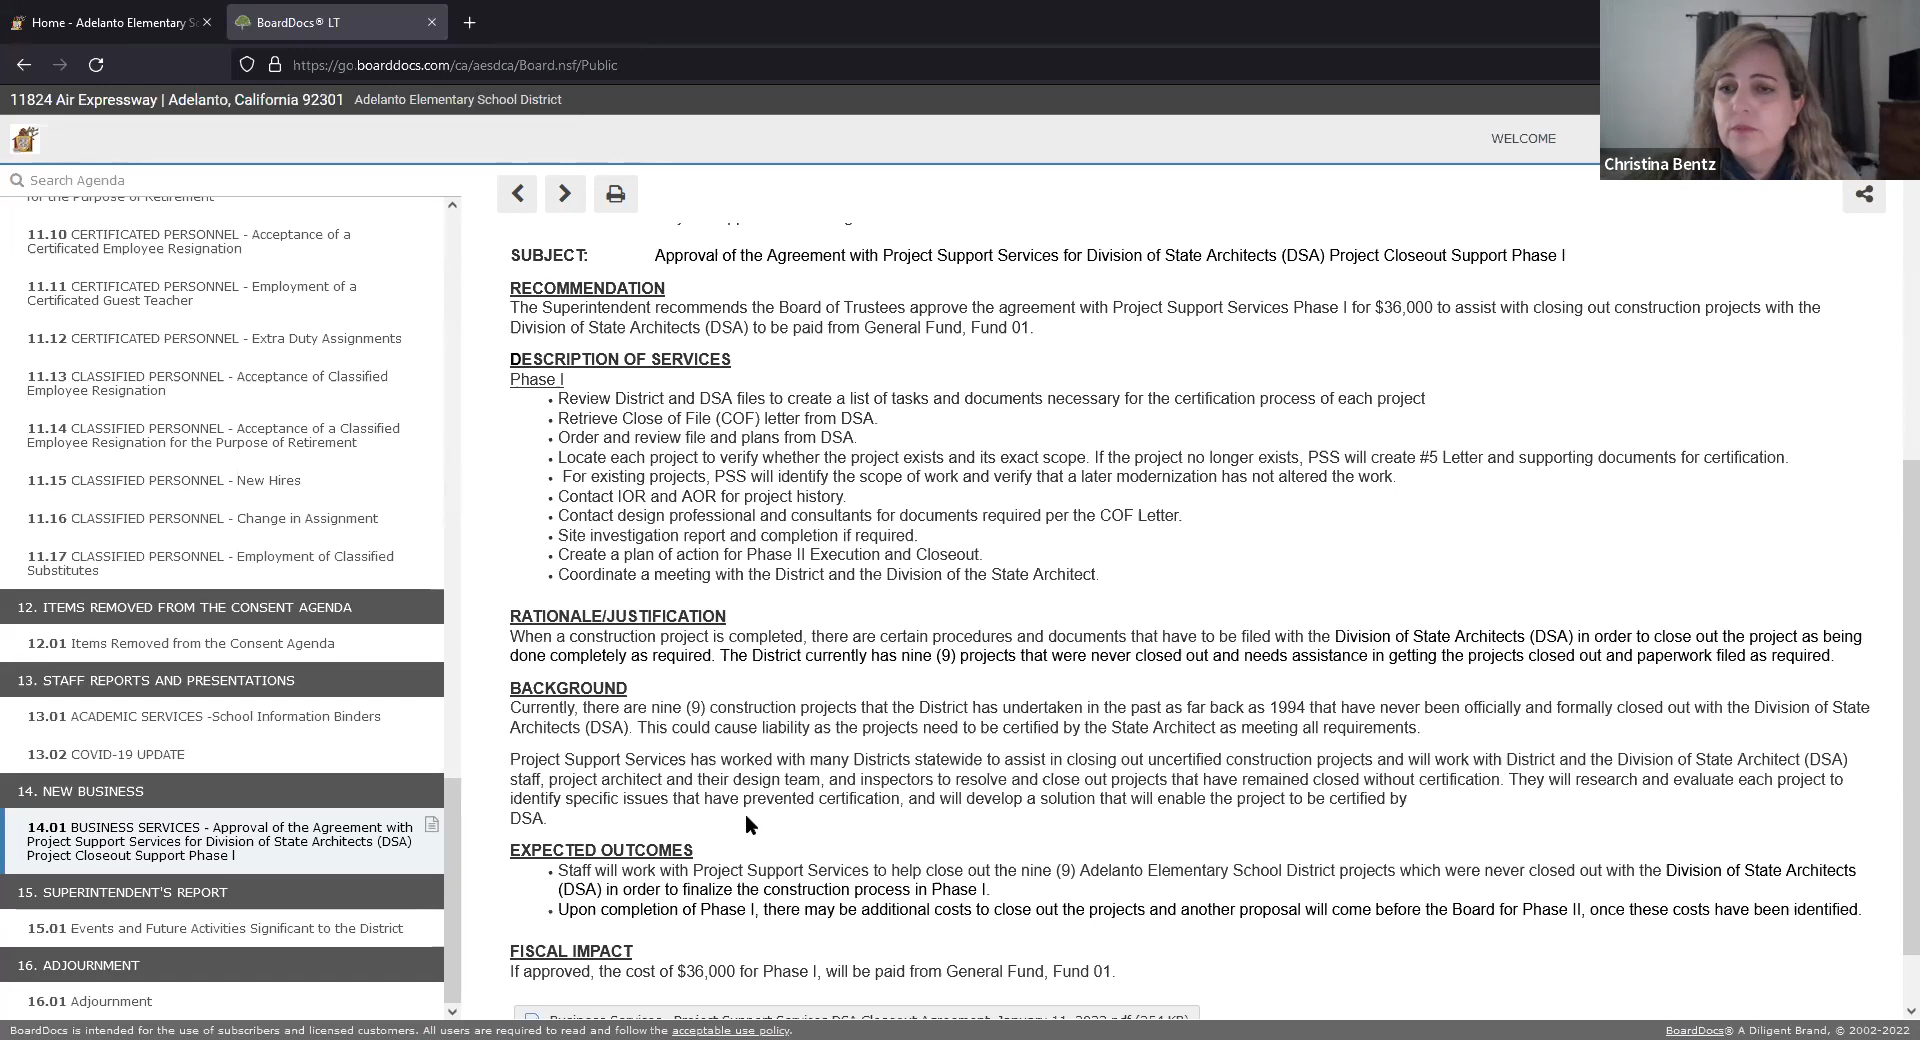 Home - Adelanto Elementary Sc
BoardDocs® LT
https://go.boarddocs.com/ca/aesdca/Board.nsf/Public
11824 Air Expressway | Adelanto, California 92301 Adelanto Elementary School District
WELCOME
Christina Bentz
Search Agenda
for the Purpose of Retirement
11.10 CERTIFICATED PERSONNEL - Acceptance of a
Certificated Employee Resignation
11.11 CERTIFICATED PERSONNEL - Employment of a
Certificated Guest Teacher
11.12 CERTIFICATED PERSONNEL - Extra Duty Assignments
11.13 CLASSIFIED PERSONNEL - Acceptance of Classified
Employee Resignation
11.14 CLASSIFIED PERSONNEL - Acceptance of a Classified
Employee Resignation for the Purpose of Retirement
11.15 CLASSIFIED PERSONNEL - New Hires
11.16 CLASSIFIED PERSONNEL - Change in Assignment
11.17 CLASSIFIED PERSONNEL - Employment of Classified
Substitutes
12. ITEMS REMOVED FROM THE CONSENT AGENDA
12.01 Items Removed from the Consent Agenda
13. STAFF REPORTS AND PRESENTATIONS
13.01 ACADEMIC SERVICES -School Information Binders
13.02 COVID-19 UPDATE
14. NEW BUSINESS
14.01 BUSINESS SERVICES - Approval of the Agreement with
Project Support Services for Division of State Architects (DSA)
Project Closeout Support Phase I
15. SUPERINTENDENT'S REPORT
15.01 Events and Future Activities Significant to the District
16. ADJOURNMENT
16.01 Adjournment
SUBJECT: Approval of the Agreement with Project Support Services for Division of State Architects (DSA) Project Closeout Support Phase I
RECOMMENDATION
The Superintendent recommends the Board of Trustees approve the agreement with Project Support Services Phase I for $36,000 to assist with closing out construction projects with the
Division of State Architects (DSA) to be paid from General Fund, Fund 01.
DESCRIPTION OF SERVICES
Phase I
• Review District and DSA files to create a list of tasks and documents necessary for the certification process of each project
• Retrieve Close of File (COF) letter from DSA.
• Order and review file and plans from DSA.
• Locate each project to verify whether the project exists and its exact scope. If the project no longer exists, PSS will create #5 Letter and supporting documents for certification.
• For existing projects, PSS will identify the scope of work and verify that a later modernization has not altered the work.
• Contact IOR and AOR for project history.
• Contact design professional and consultants for documents required per the COF Letter.
• Site investigation report and completion if required.
• Create a plan of action for Phase II Execution and Closeout.
• Coordinate a meeting with the District and the Division of the State Architect.
RATIONALE/JUSTIFICATION
When a construction project is completed, there are certain procedures and documents that have to be filed with the Division of State Architects (DSA) in order to close out the project as being
done completely as required. The District currently has nine (9) projects that were never closed out and needs assistance in getting the projects closed out and paperwork filed as required.
BACKGROUND
Currently, there are nine (9) construction projects that the District has undertaken in the past as far back as 1994 that have never been officially and formally closed out with the Division of State
Architects (DSA). This could cause liability as the projects need to be certified by the State Architect as meeting all requirements.
Project Support Services has worked with many Districts statewide to assist in closing out uncertified construction projects and will work with District and the Division of State Architect (DSA)
staff, project architect and their design team, and inspectors to resolve and close out projects that have remained closed without certification. They will research and evaluate each project to
identify specific issues that have prevented certification, and will develop a solution that will enable the project to be certified by
DSA.
EXPECTED OUTCOMES
• Staff will work with Project Support Services to help close out the nine (9) Adelanto Elementary School District projects which were never closed out with the Division of State Architects
(DSA) in order to finalize the construction process in Phase I.
• Upon completion of Phase I, there may be additional costs to close out the projects and another proposal will come before the Board for Phase II, once these costs have been identified.
FISCAL IMPACT
If approved, the cost of $36,000 for Phase I, will be paid from General Fund, Fund 01.
BoardDocs is intended for the use of subscribers and licensed customers. All users are required to read and follow the acceptable use policy.
BoardDocs® A Diligent Brand, © 2002-2022